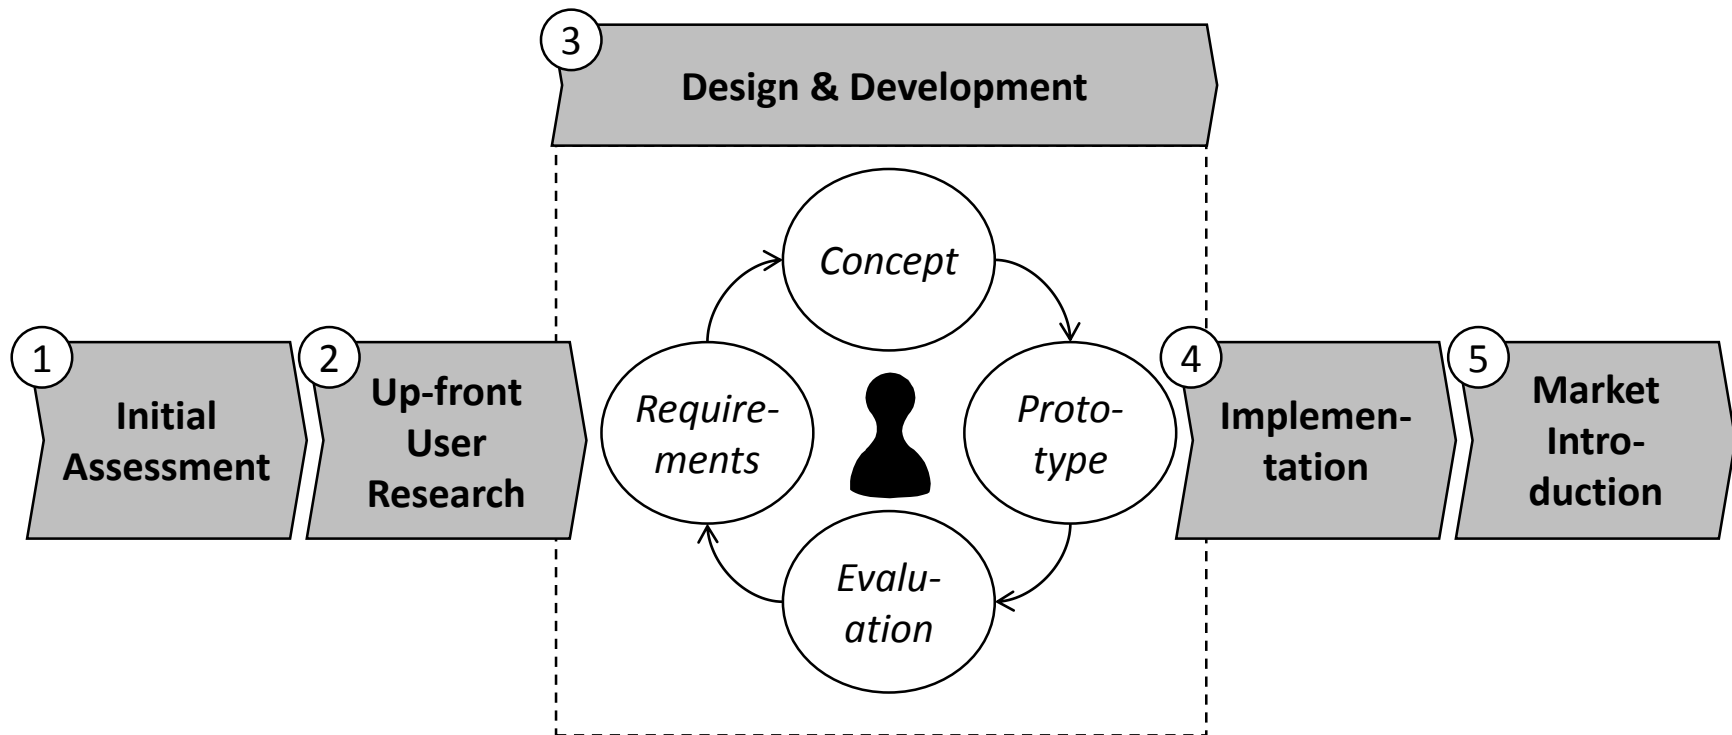 3
Design & Development
Concept
1
Initial
Assessment
2
Up-front
User
Research
Require-
ments
Proto-
type
Evalu-
ation
4
Implemen-
tation
5
Market
Intro-
duction